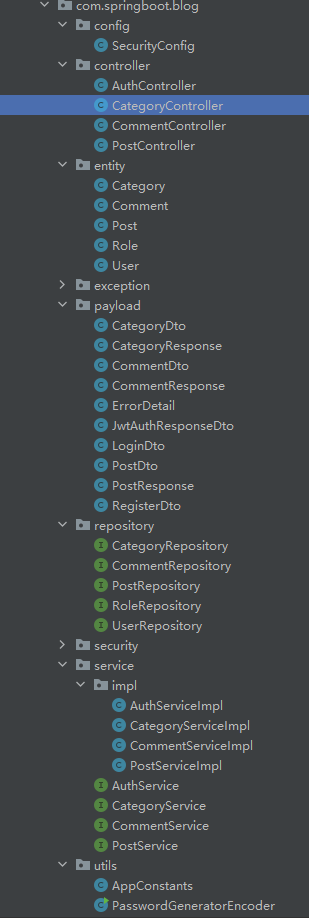 com.springboot.blog
config
SecurityConfig
controller
AuthController
CategoryController
CommentController
PostController
entity
Category
Comment
Post
Role
User
exception
payload
CategoryDto
CategoryResponse
CommentDto
CommentResponse
ErrorDetail
JwtAuthResponseDto
LoginDto
PostDto
PostResponse
RegisterDto
repository
CategoryRepository
CommentRepository
PostRepository
RoleRepository
UserRepository
security
service
impl
AuthServiceImpl
CategoryServiceImpl
CommentServiceImpl
PostServiceImpl
AuthService
CategoryService
CommentService
PostService
utils
AppConstants
PasswordGeneratorEncoder